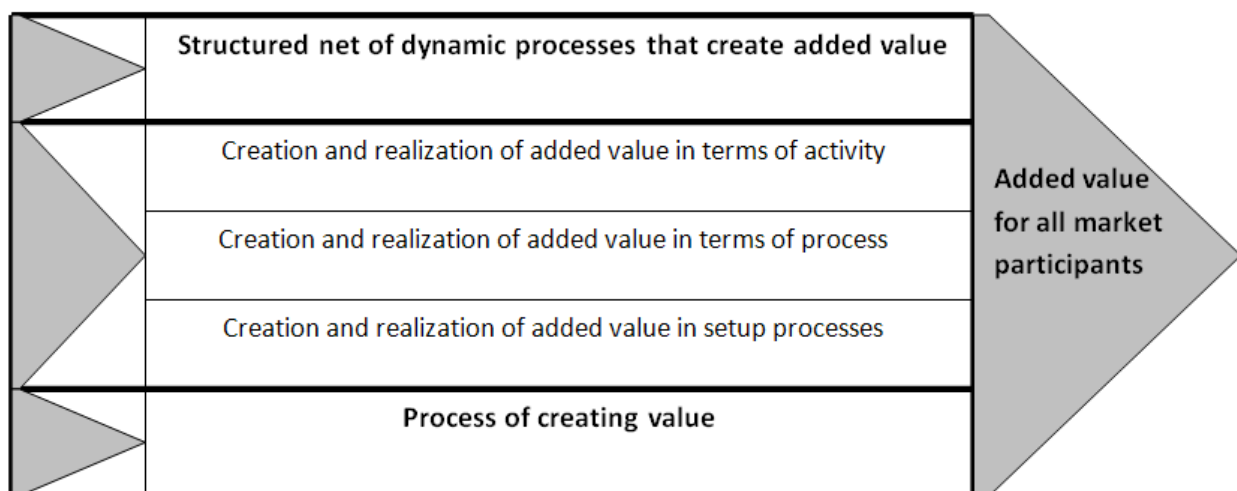 Structured net of dynamic processes that create added value
Creation and realization of added value in terms of activity
Creation and realization of added value in terms of process
Creation and realization of added value in setup processes
Process of creating value
Added value
for all market
participants